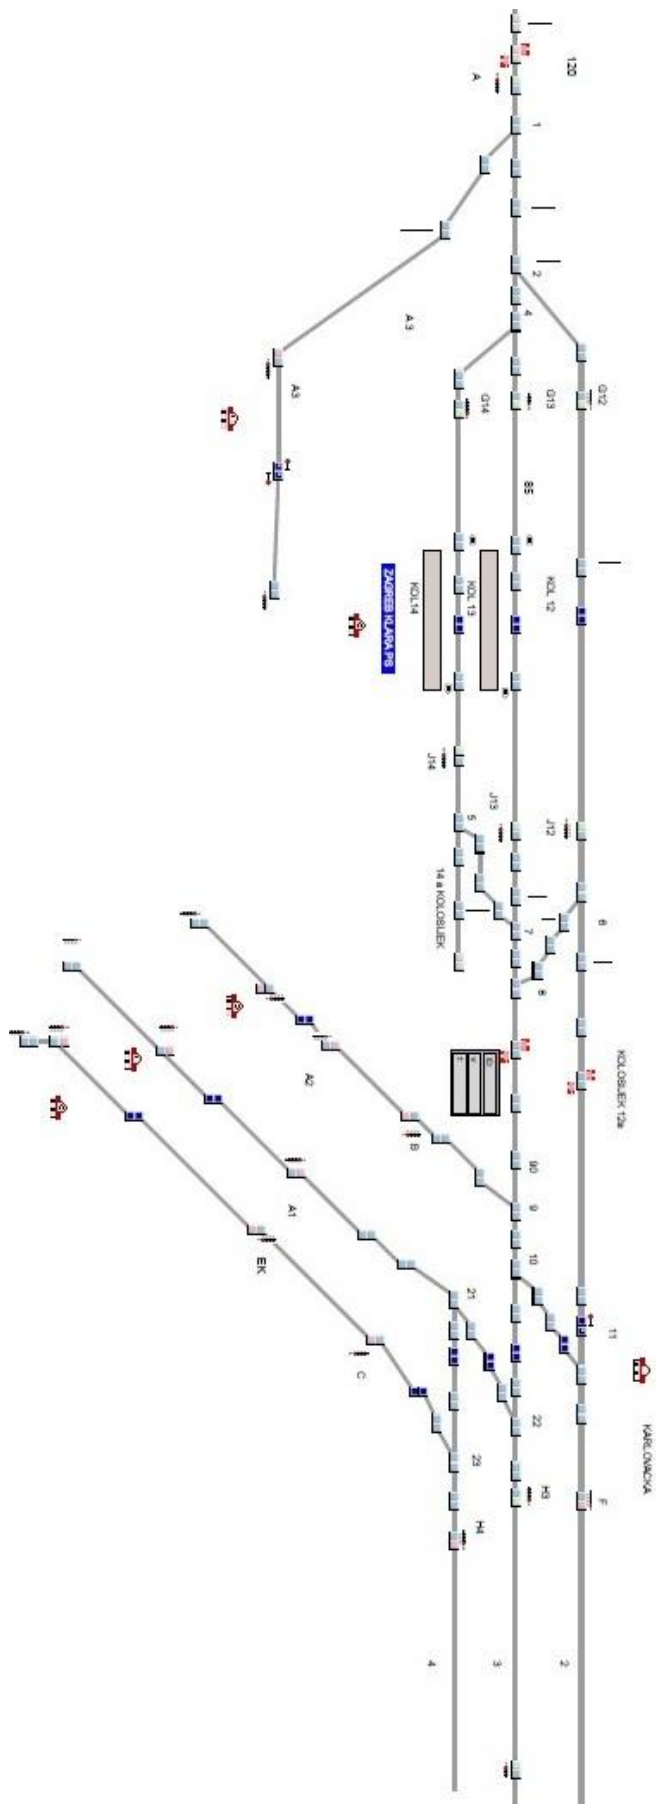 120
A
1
2
4
A.3
A3
G12
G13
G14
85
KOL 12
KOL 13
KOL14
ZAGREB KLARA PS
J14
J13
J12
5
14 a KOLOSIJEK
7
6
8
KOLOSIJEK 12a
A2
B
90
9
10
11
A1
EK
21
C
22
23
KARLOVACKA
H3
F
H4
4
3
2